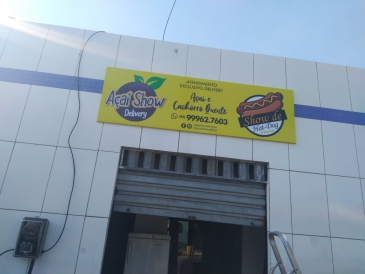 Açaí Show
Delivery
ATENDIMENTO
EXCLUSIVO DELIVERY
Açaí e
Cachorro Quente
99962.7603
Show de
Hot-Dog